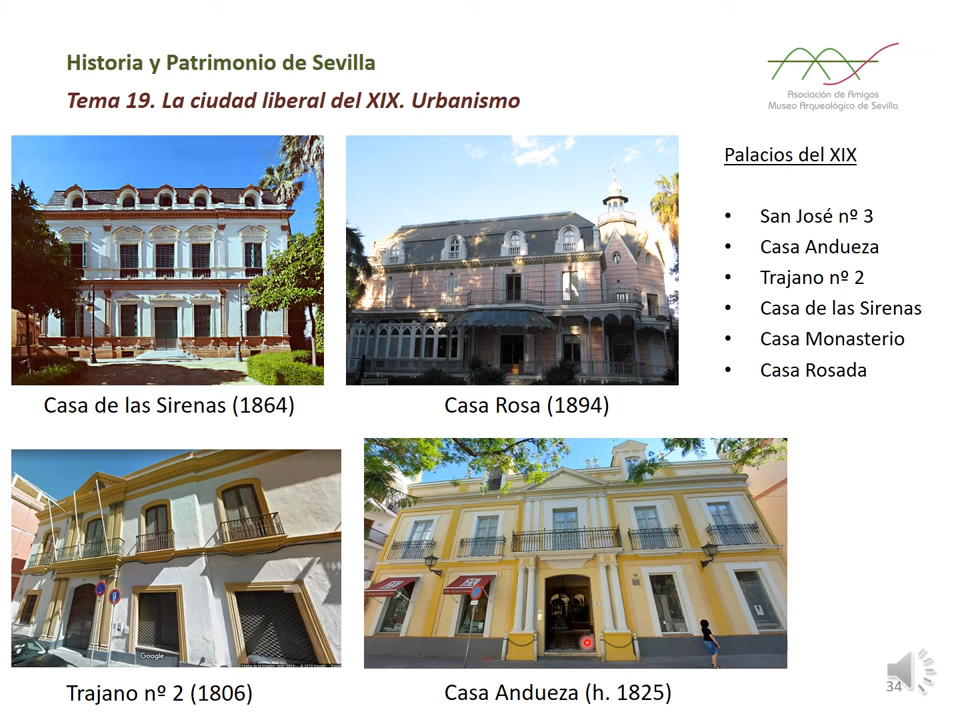 Historia y Patrimonio de Sevilla
Tema 19. La ciudad liberal del XIX. Urbanismo
Asociación de Amigos
Museo Arqueológico de Sevilla
Palacios del XIX
• San José nº 3
• Casa Andueza
• Trajano nº 2
• Casa de las Sirenas
• Casa Monasterio
• Casa Rosada
Casa de las Sirenas (1864)
Casa Rosa (1894)
Google
Trajano nº 2 (1806)
Casa Andueza (h. 1825)
34